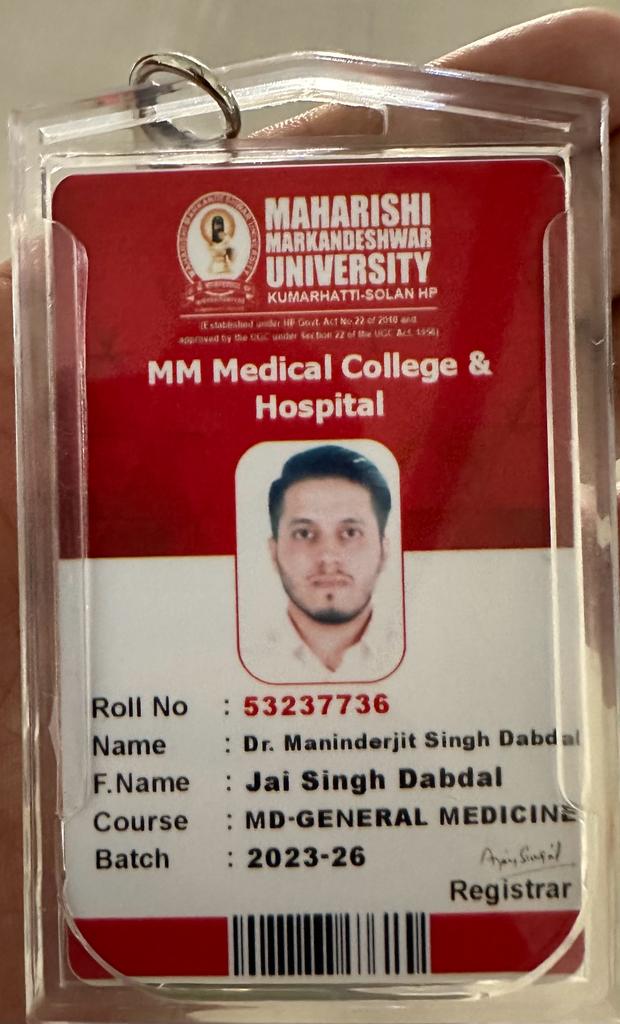 MAHARISHI
MARKANDESHWAR
UNIVERSITY
KUMARHATTI-SOLAN HP
(Established under HP Govt. Act No 22 of 2010 and
approved by the UGC under Section 22 of the UGC Act, 1956)
MM Medical College &
Hospital
Roll No : 53237736
Name : Dr. Maninderjit Singh Dabdal
F.Name : Jai Singh Dabdal
Course : MD-GENERAL MEDICINE
Batch : 2023-26
Registrar